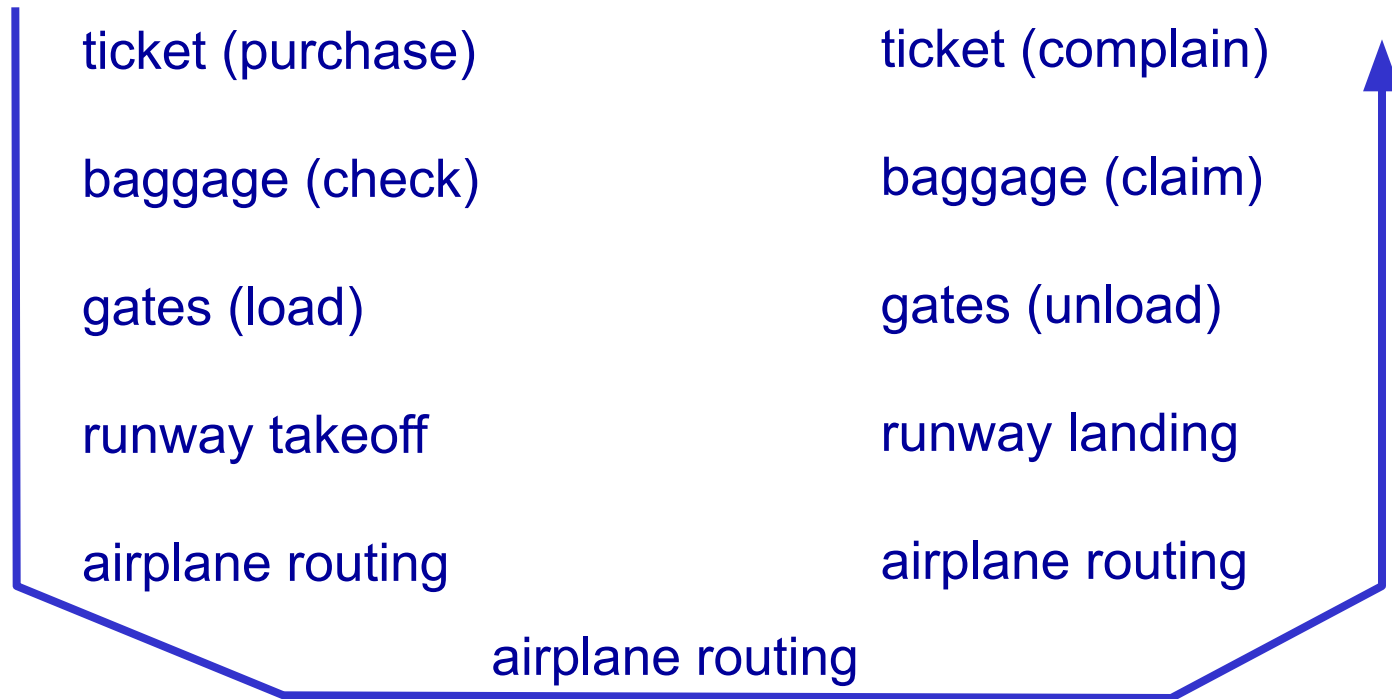 ticket (purchase)
baggage (check)
gates (load)
runway takeoff
airplane routing
airplane routing
ticket (complain)
baggage (claim)
gates (unload)
runway landing
airplane routing